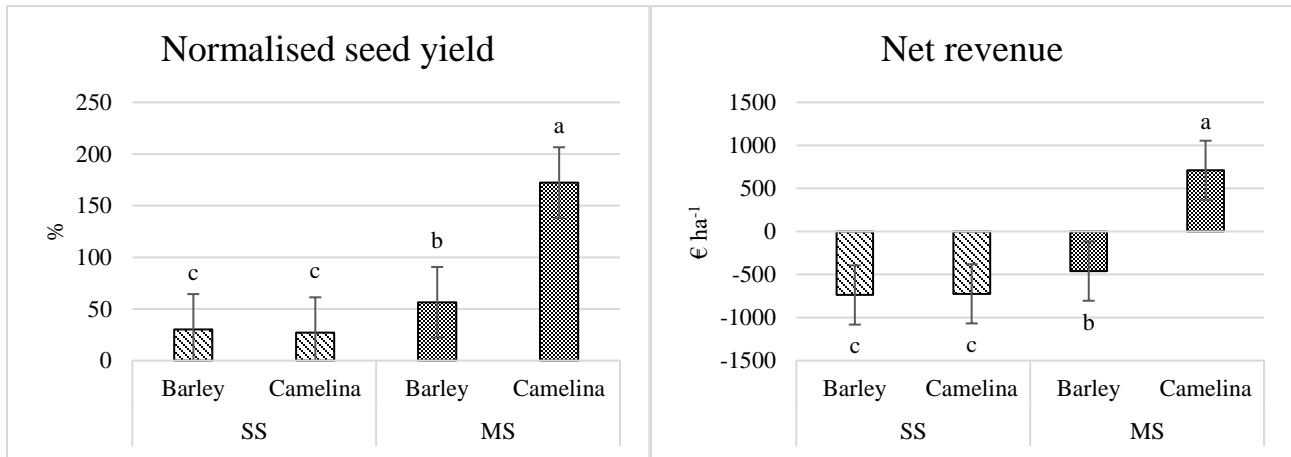 Normalised seed yield
250
200
150
100
50
0
%
a
b
c
c
Barley Camelina Barley Camelina
SS MS
Net revenue
1500
1000
500
0
-500
-1000
-1500
€ ha-1
a
b
c
c
Barley Camelina Barley Camelina
SS MS